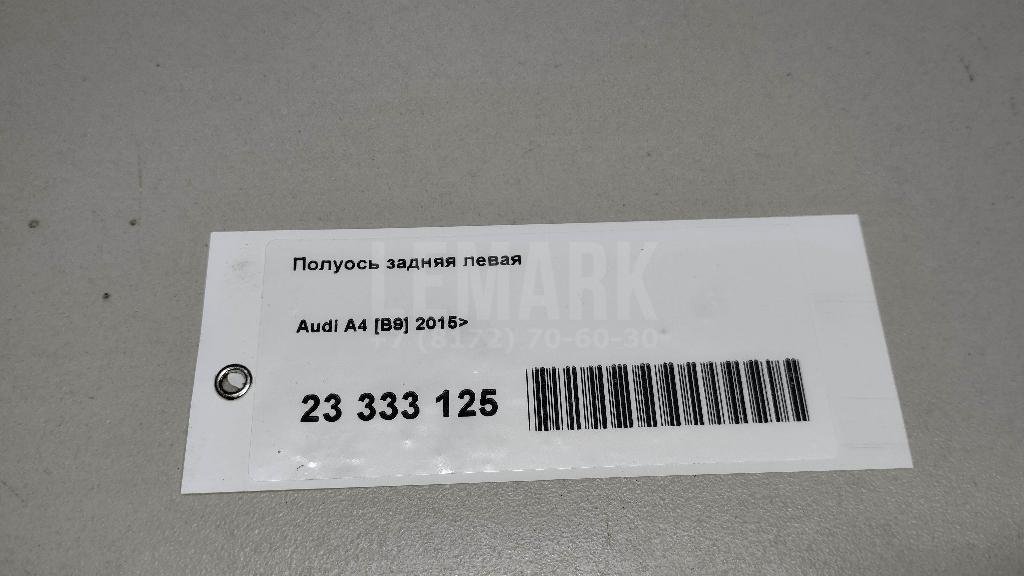 Полуось задняя левая
LEMARK
Audi A4 [B9] 2015>
+7 (8172) 70-60-30
23 333 125